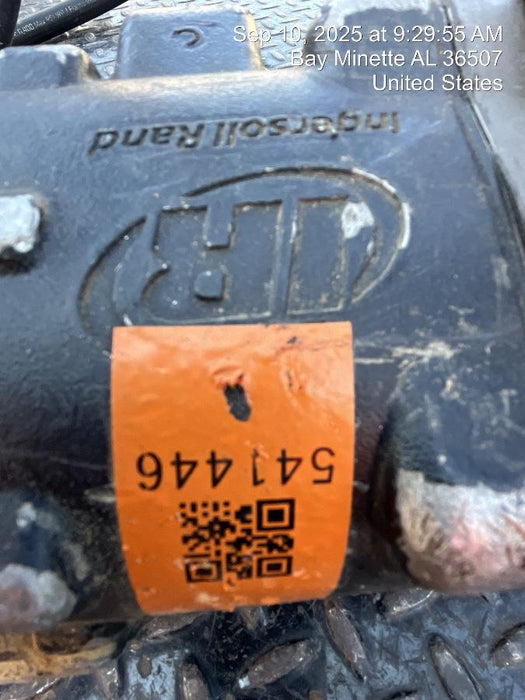 Sep 10, 2025 at 9:29:55 AM
Bay Minette AL 36507
United States
Ingersoll Rand
IR
541446